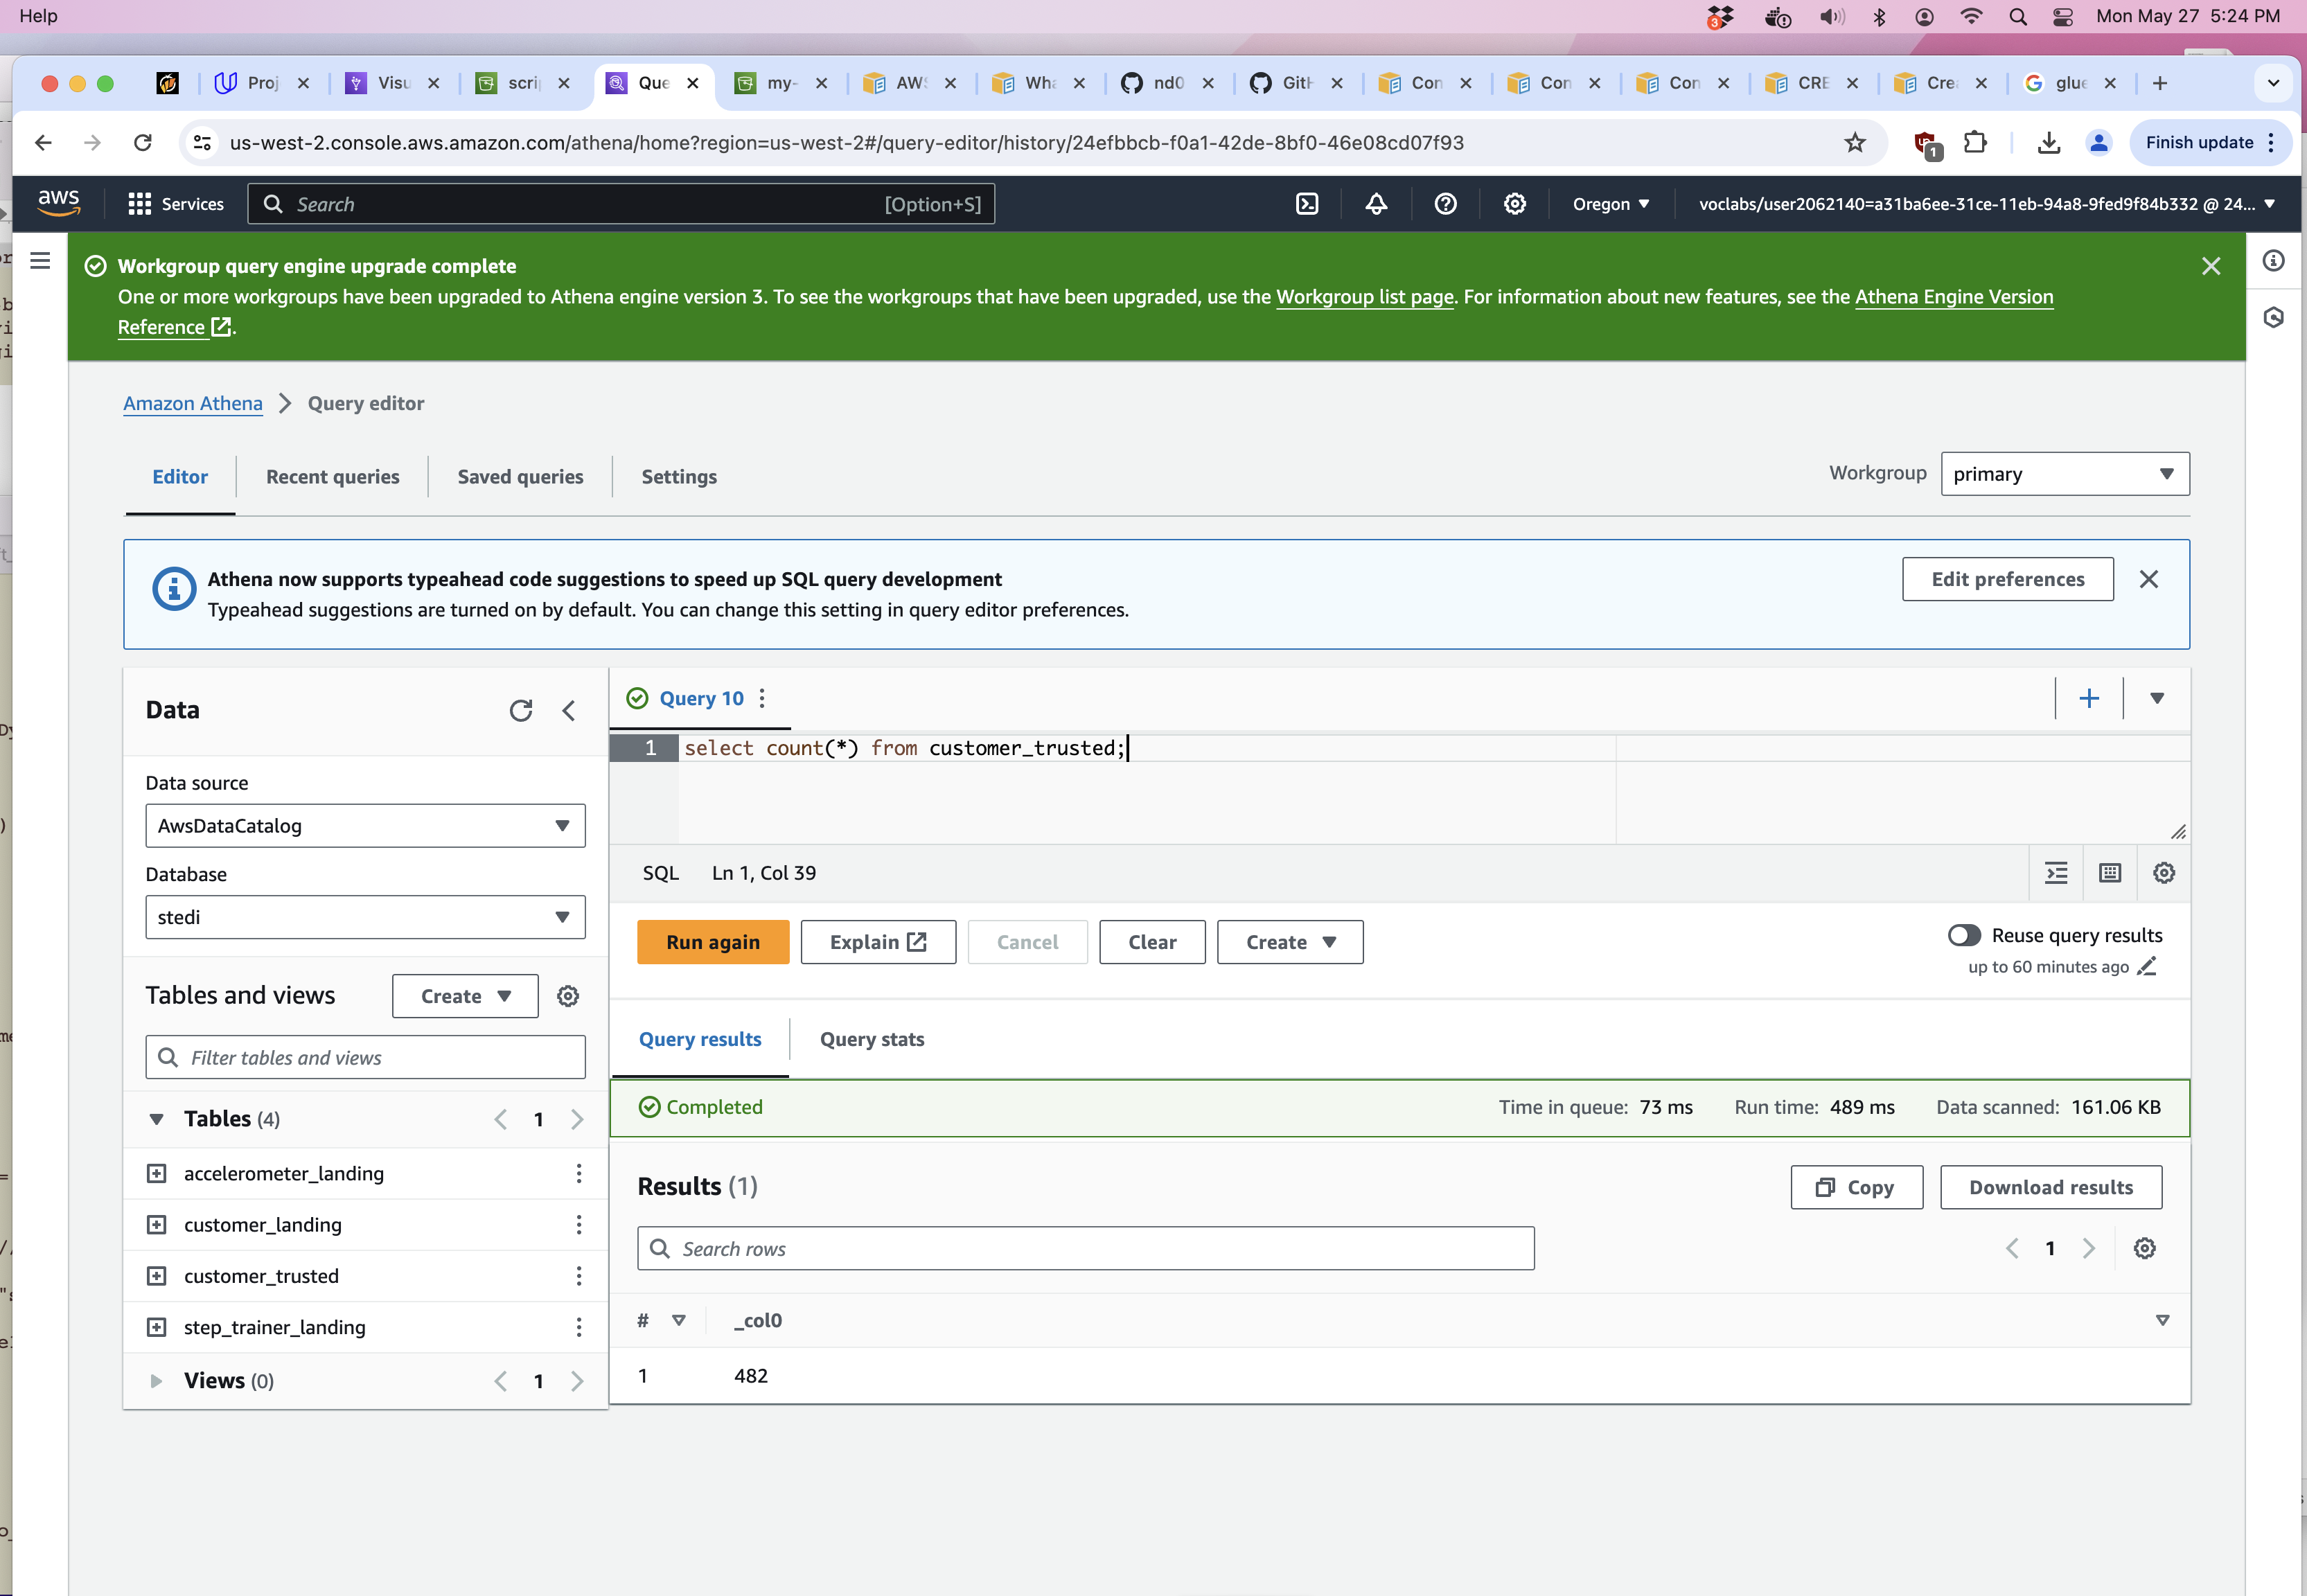 Help
3
Mon May 27 5:24 PM
Proj
Visu
scrip
Que
my-
AWS
Wha
nd0
GitH
Con
Con
Con
CRE
Crea
glue
us-west-2.console.aws.amazon.com/athena/home?region=us-west-2#/query-editor/history/24efbbcb-f0a1-42de-8bf0-46e08cd07f93
1
Finish update
aws
Services
Search
[Option+S]
Oregon
voclabs/user2062140=a31ba6ee-31ce-11eb-94a8-9fed9f84b332 @ 24...
Workgroup query engine upgrade complete
One or more workgroups have been upgraded to Athena engine version 3. To see the workgroups that have been upgraded, use the Workgroup list page. For information about new features, see the Athena Engine Version
Reference.
Amazon Athena
Query editor
Editor
Recent queries
Saved queries
Settings
Workgroup
primary
Athena now supports typeahead code suggestions to speed up SQL query development
Typeahead suggestions are turned on by default. You can change this setting in query editor preferences.
Edit preferences
Data
Data source
AwsDataCatalog
Database
stedi
Tables and views
Create
Filter tables and views
Tables (4)
1
accelerometer_landing
customer_landing
customer_trusted
step_trainer_landing
Views (0)
1
Query 10
1 select count(*) from customer_trusted;
SQL Ln 1, Col 39
Run again
Explain
Cancel
Clear
Create
Reuse query results
up to 60 minutes ago
Query results
Query stats
Completed
Time in queue: 73 ms
Run time: 489 ms
Data scanned: 161.06 KB
Results (1)
Copy
Download results
Search rows
1
# _col0
1 482